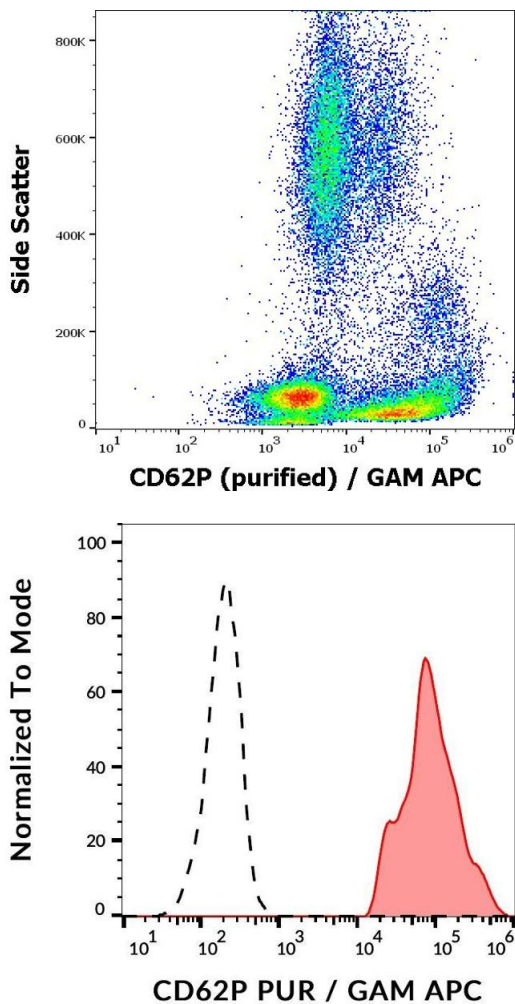 800K
600K
Side Scatter
400K
200K
0
10¹ 10² 10³ 10⁴ 10⁵ 10⁶
CD62P (purified) / GAM APC
100
80
Normalized To Mode
60
40
20
0
10¹ 10² 10³ 10⁴ 10⁵ 10⁶
CD62P PUR / GAM APC